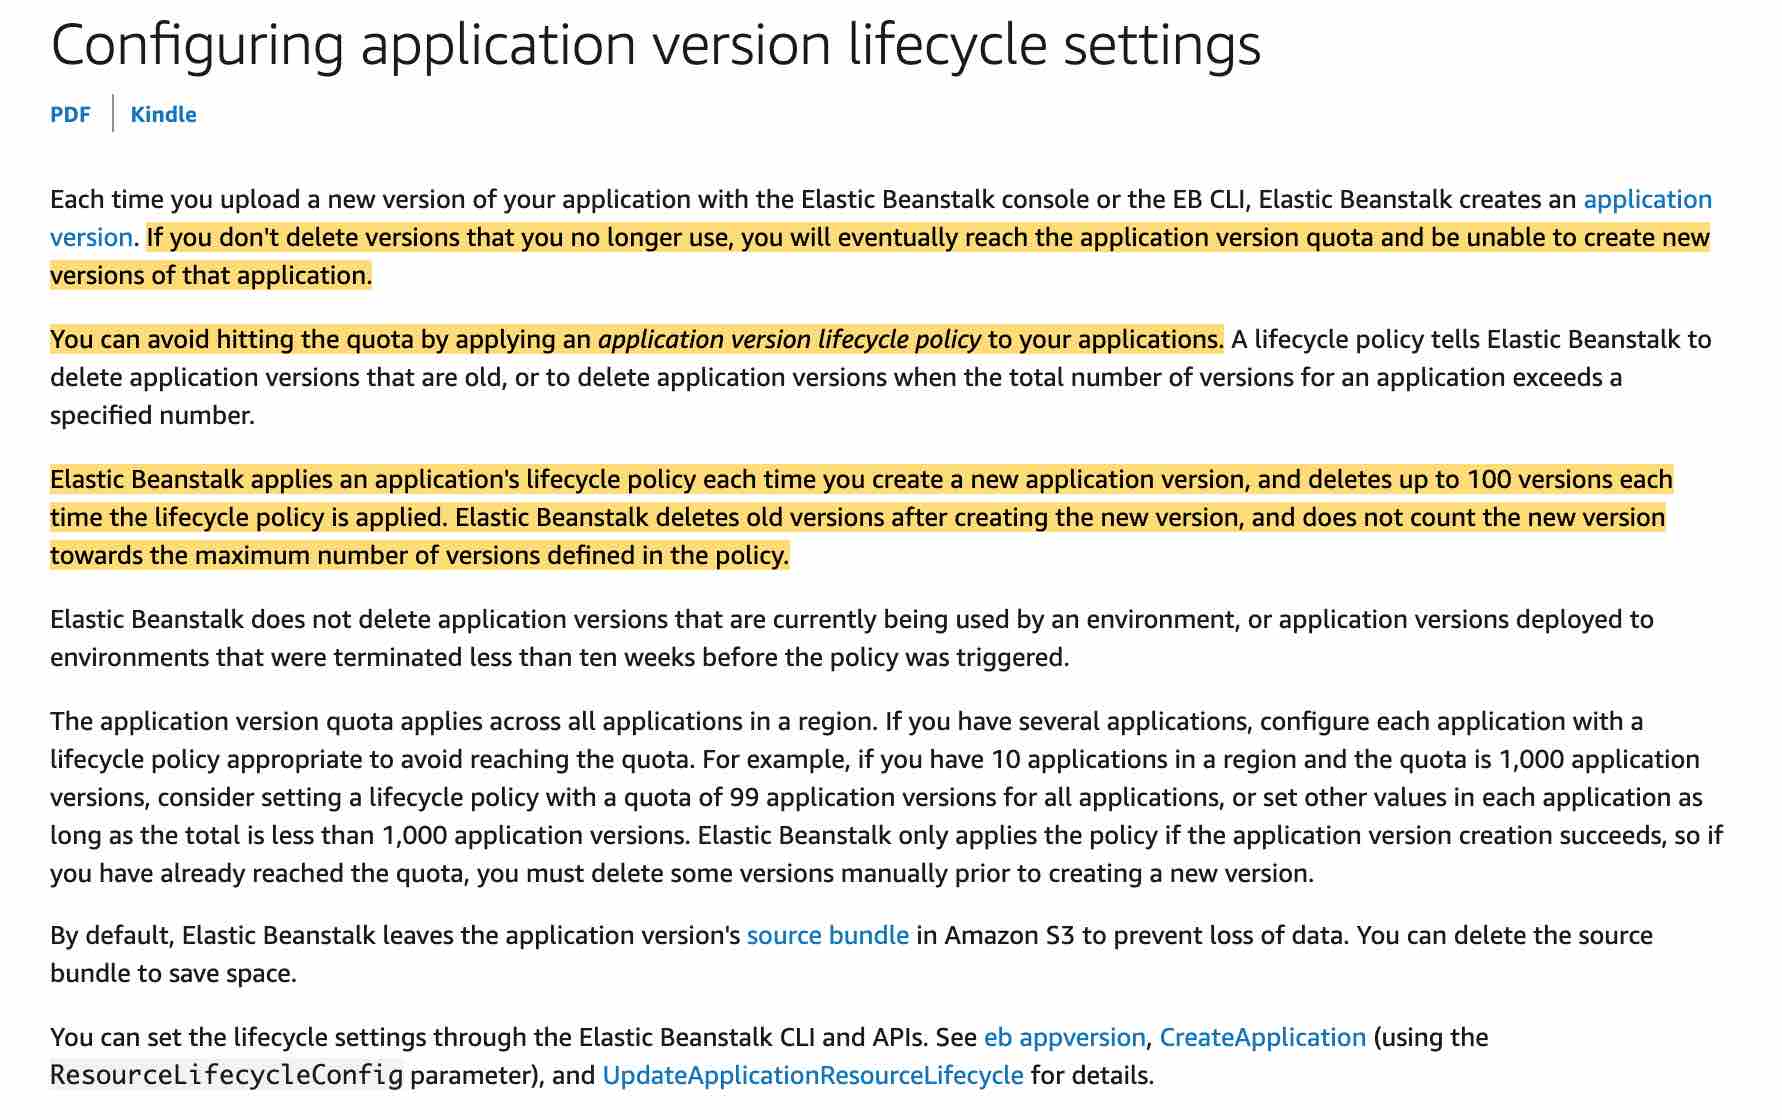 Configuring application version lifecycle settings
PDF
Kindle
Each time you upload a new version of your application with the Elastic Beanstalk console or the EB CLI, Elastic Beanstalk creates an application
version. If you don't delete versions that you no longer use, you will eventually reach the application version quota and be unable to create new
versions of that application.
You can avoid hitting the quota by applying an application version lifecycle policy to your applications. A lifecycle policy tells Elastic Beanstalk to
delete application versions that are old, or to delete application versions when the total number of versions for an application exceeds a
specified number.
Elastic Beanstalk applies an application's lifecycle policy each time you create a new application version, and deletes up to 100 versions each
time the lifecycle policy is applied. Elastic Beanstalk deletes old versions after creating the new version, and does not count the new version
towards the maximum number of versions defined in the policy.
Elastic Beanstalk does not delete application versions that are currently being used by an environment, or application versions deployed to
environments that were terminated less than ten weeks before the policy was triggered.
The application version quota applies across all applications in a region. If you have several applications, configure each application with a
lifecycle policy appropriate to avoid reaching the quota. For example, if you have 10 applications in a region and the quota is 1,000 application
versions, consider setting a lifecycle policy with a quota of 99 application versions for all applications, or set other values in each application as
long as the total is less than 1,000 application versions. Elastic Beanstalk only applies the policy if the application version creation succeeds, so if
you have already reached the quota, you must delete some versions manually prior to creating a new version.
By default, Elastic Beanstalk leaves the application version's source bundle in Amazon S3 to prevent loss of data. You can delete the source
bundle to save space.
You can set the lifecycle settings through the Elastic Beanstalk CLI and APIs. See eb appversion, CreateApplication (using the
ResourceLifecycleConfig parameter), and UpdateApplicationResourceLifecycle for details.